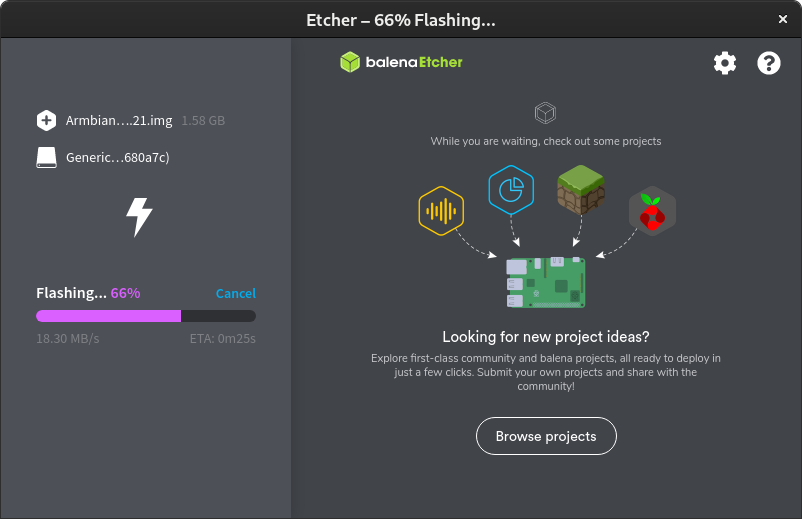 Etcher – 66% Flashing...
balenaEtcher
Armbian....21.img 1.58 GB
While you are waiting, check out some projects
Generic...680a7c)
Flashing... 66% Cancel
18.30 MB/s ETA: 0m25s
Looking for new project ideas?
Explore first-class community and balena projects, all ready to deploy in
just a few clicks. Submit your own projects and share with the
community!
Browse projects